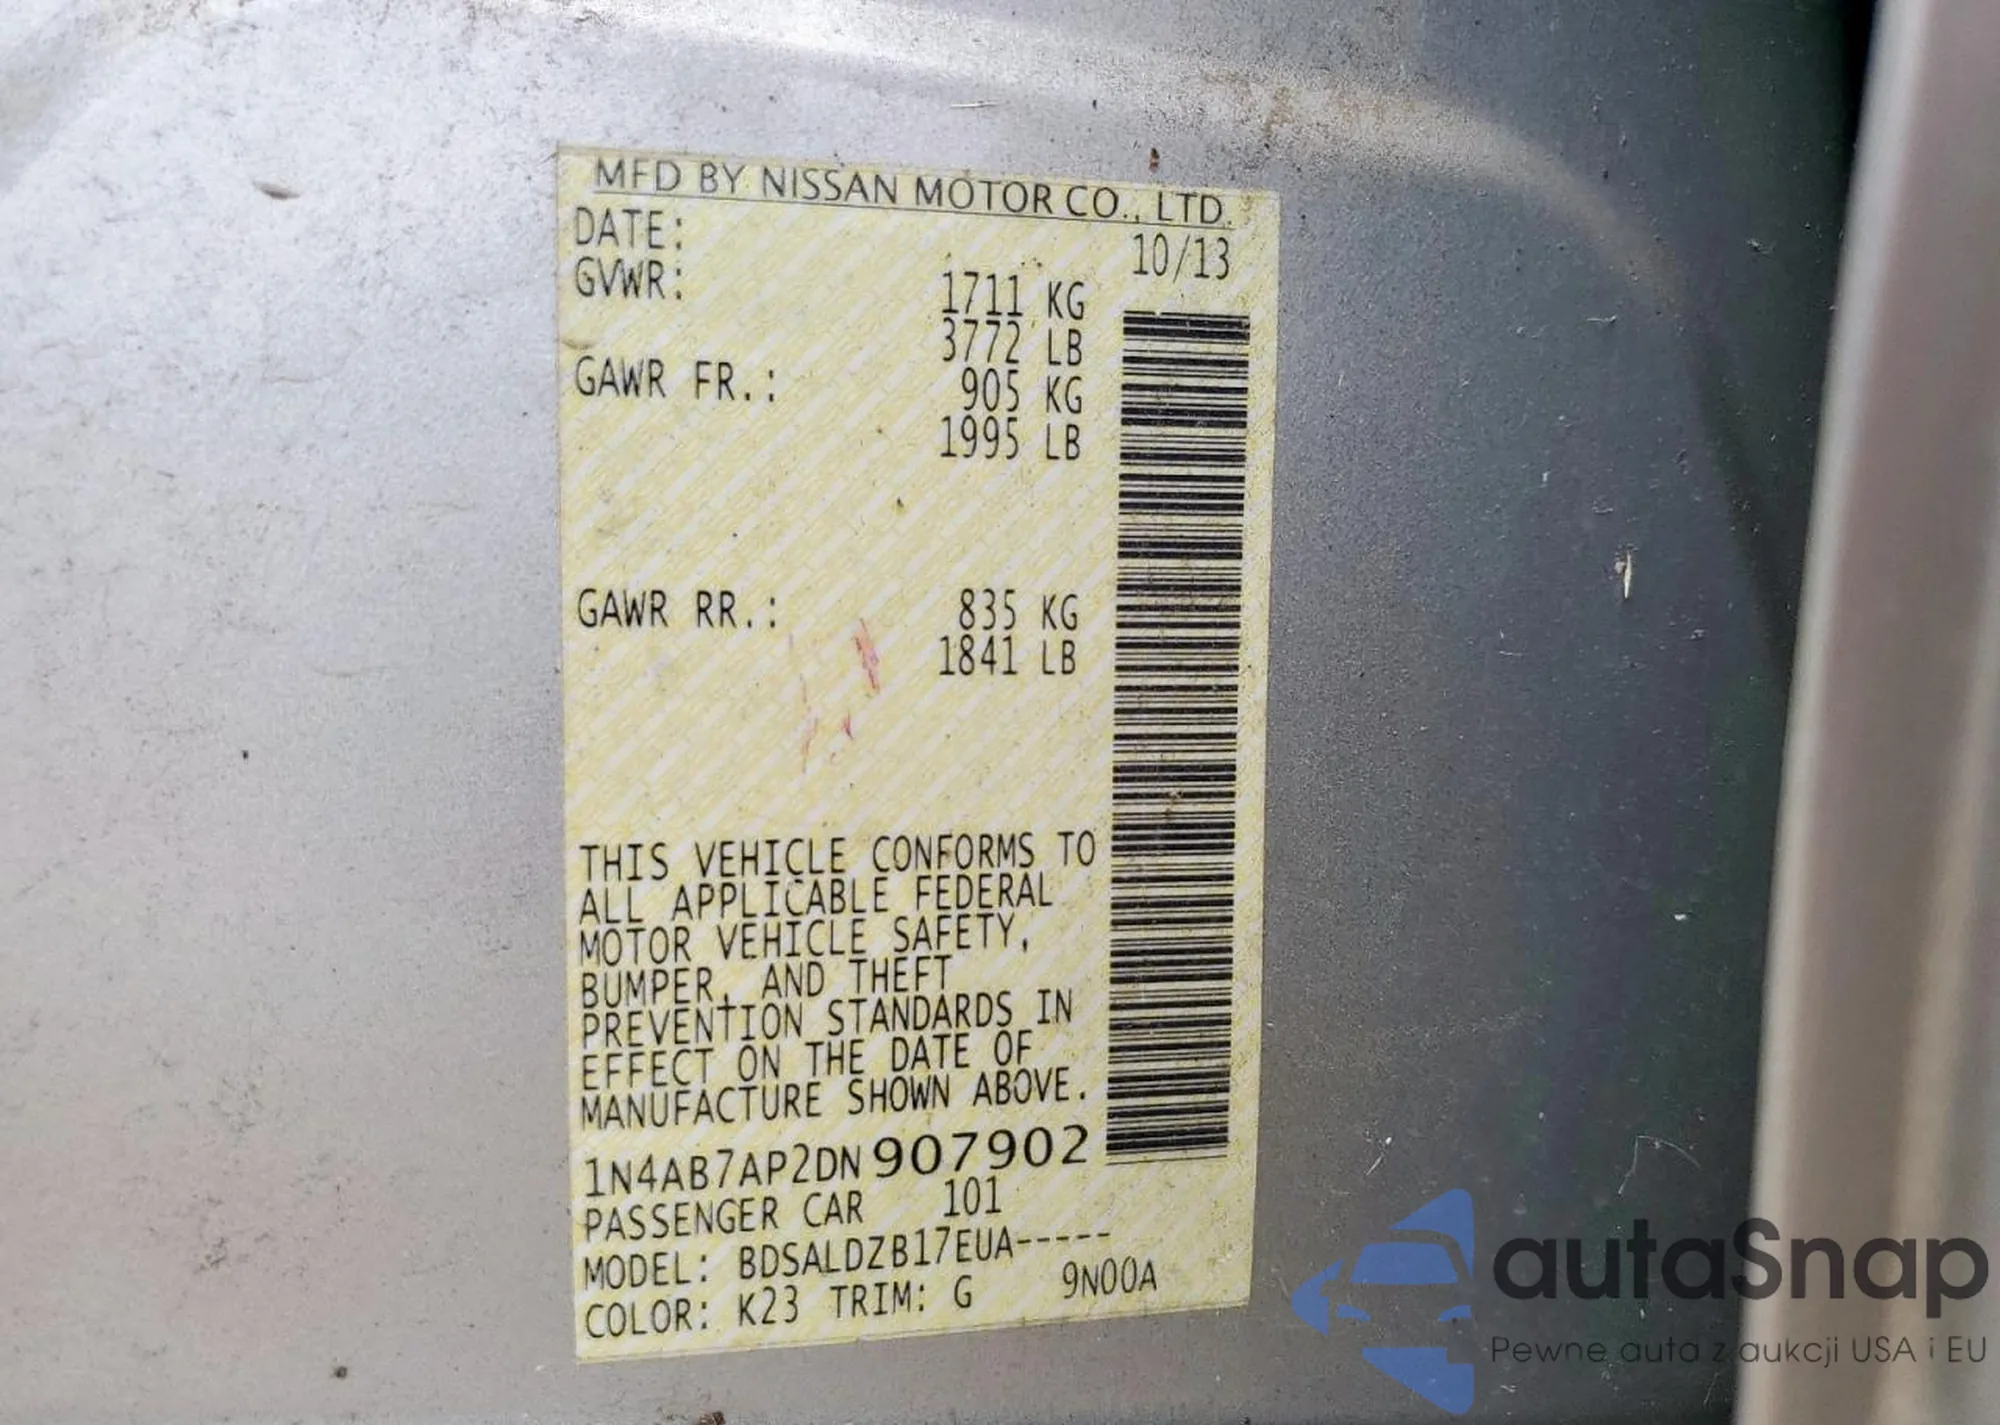 MFD BY NISSAN MOTOR CO., LTD.
DATE: 10/13
GVWR: 1711 KG
3772 LB
GAWR FR.: 905 KG
1995 LB
GAWR RR.: 835 KG
1841 LB
THIS VEHICLE CONFORMS TO
ALL APPLICABLE FEDERAL
MOTOR VEHICLE SAFETY,
BUMPER, AND THEFT
PREVENTION STANDARDS IN
EFFECT ON THE DATE OF
MANUFACTURE SHOWN ABOVE.
1N4AB7AP2DN907902
PASSENGER CAR 101
MODEL: BDSALDZB17EUA-----
COLOR: K23 TRIM: G 9N00A
autaSnap
Pewne auta z aukcji USA i EU